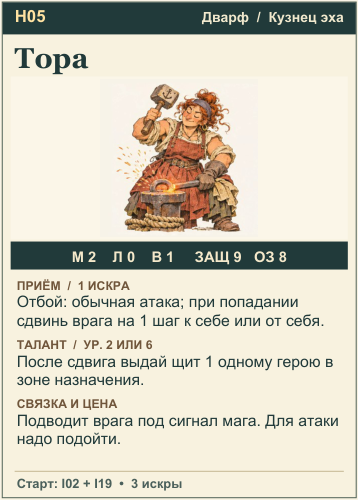 H05
Дварф / Кузнец эха
Тора
М 2 Л 0 В 1 ЗАЩ 9 ОЗ 8
ПРИЁМ / 1 ИСКРА
Отбой: обычная атака; при попадании
сдвинь врага на 1 шаг к себе или от себя.
ТАЛАНТ / УР. 2 ИЛИ 6
После сдвига выдай щит 1 одному герою в
зоне назначения.
СВЯЗКА И ЦЕНА
Подводит врага под сигнал мага. Для атаки
надо подойти.
Старт: I02 + I19 • 3 искры